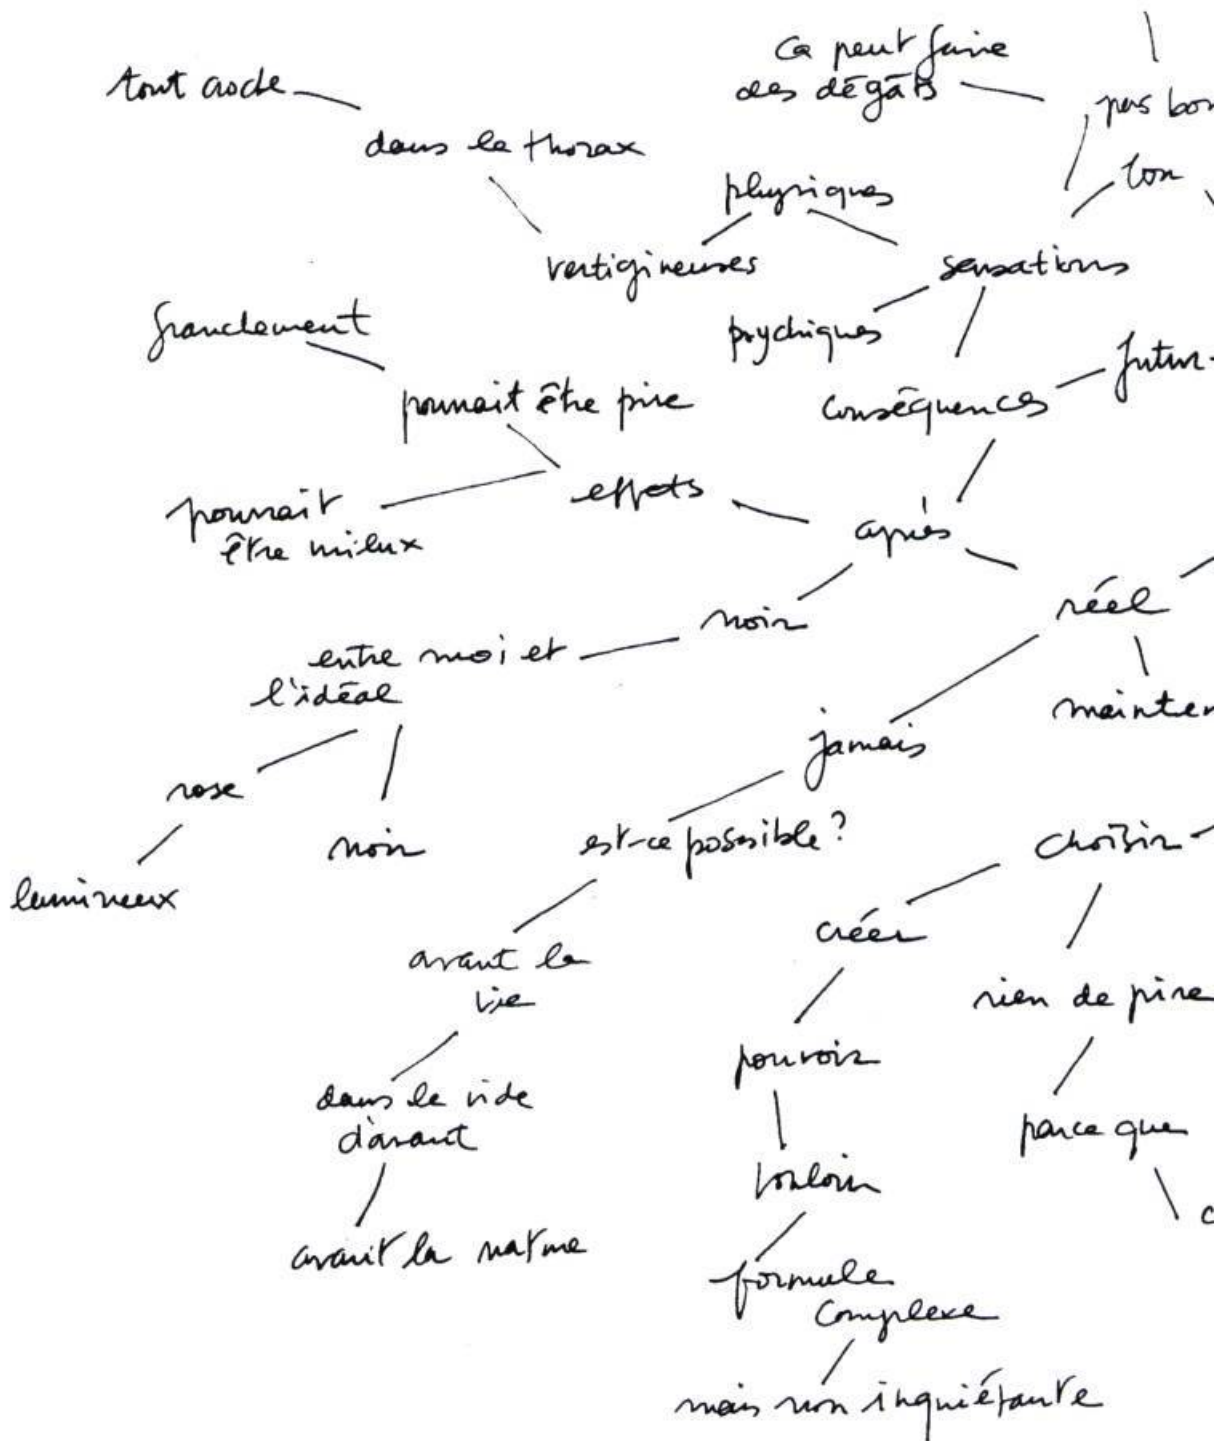 ça peut faire
des dégâts
tout croche
pas bon
dans le thorax
bon
physiques
vertigineuses
sensations
franchement
psychiques
futur
pourrait être pire
conséquences
effets
pourrait
être mieux
après
noir
réel
entre moi et
l'idéal
mainten
jamais
rose
noir
est-ce possible?
choisir
lumineux
créer
avant la
vie
rien de pire
pouvoir
dans le vide
d'avant
parce que
vouloir
c
avant la nature
formule
complexe
mais non inquiétante